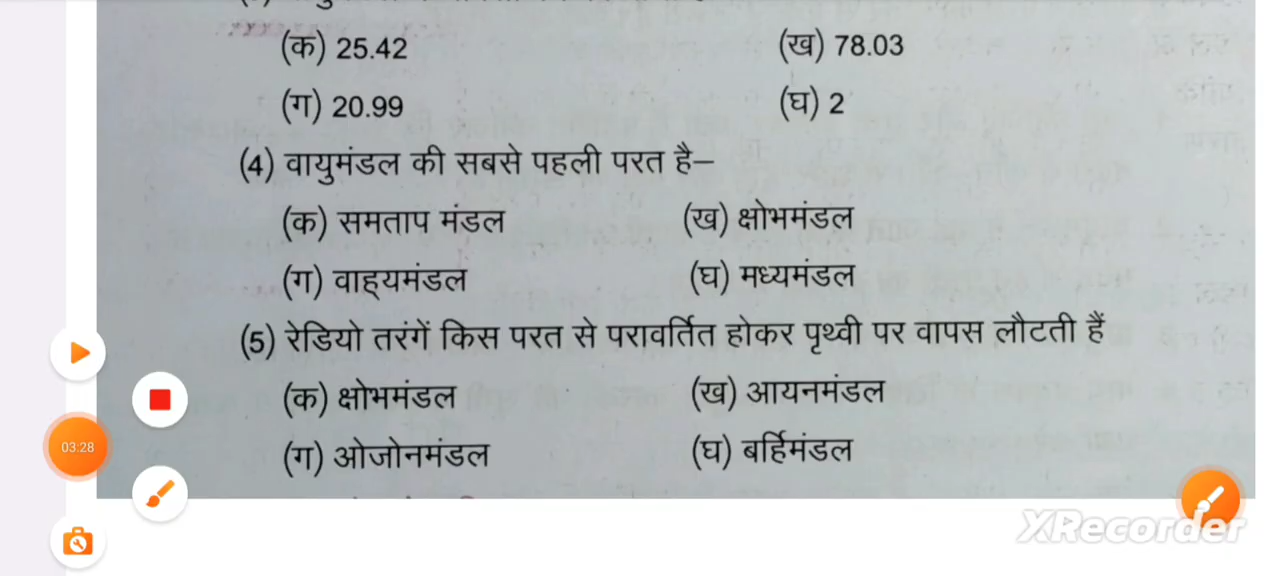 (क) 25.42 (ख) 78.03
(ग) 20.99 (घ) 2
(4) वायुमंडल की सबसे पहली परत है–
(क) समताप मंडल (ख) क्षोभमंडल
(ग) वाह्यमंडल (घ) मध्यमंडल
(5) रेडियो तरंगें किस परत से परावर्तित होकर पृथ्वी पर वापस लौटती हैं
(क) क्षोभमंडल (ख) आयनमंडल
(ग) ओजोनमंडल (घ) बर्हिमंडल
03:28
XRecorder